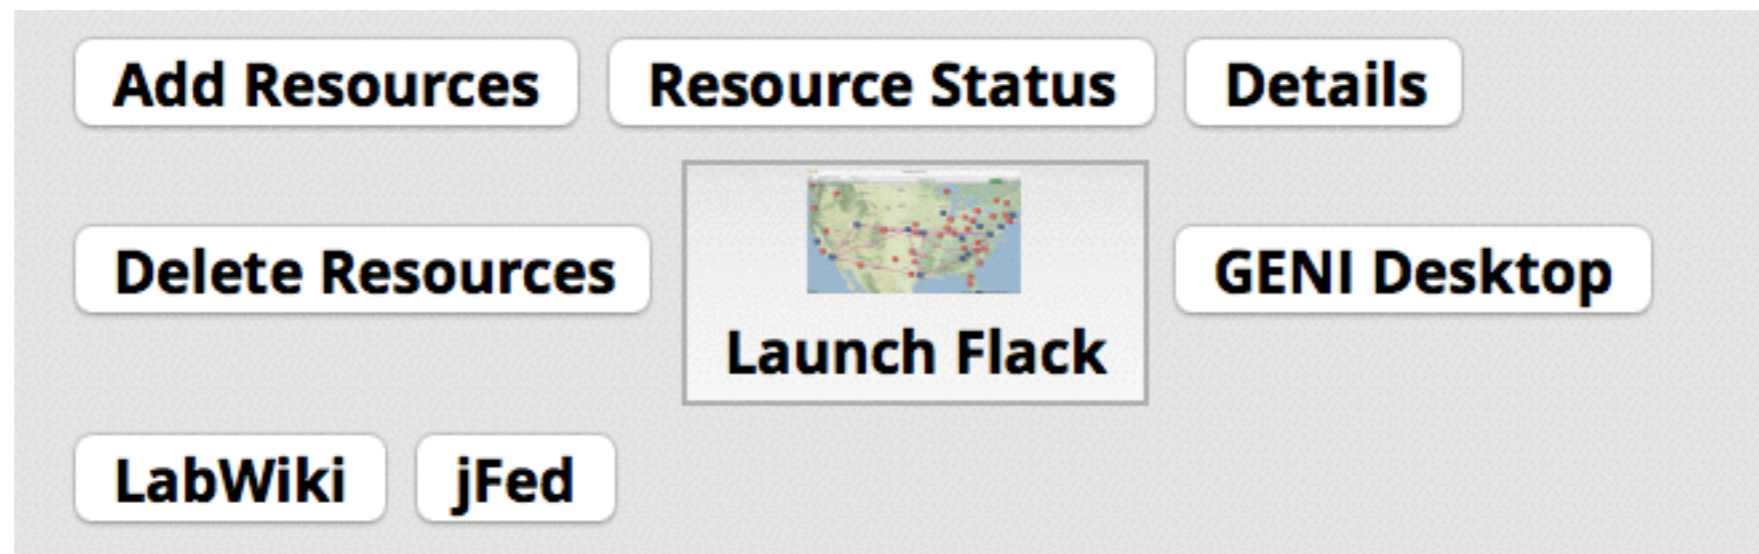 Add Resources Resource Status Details
Delete Resources Launch Flack GENI Desktop
LabWiki jFed